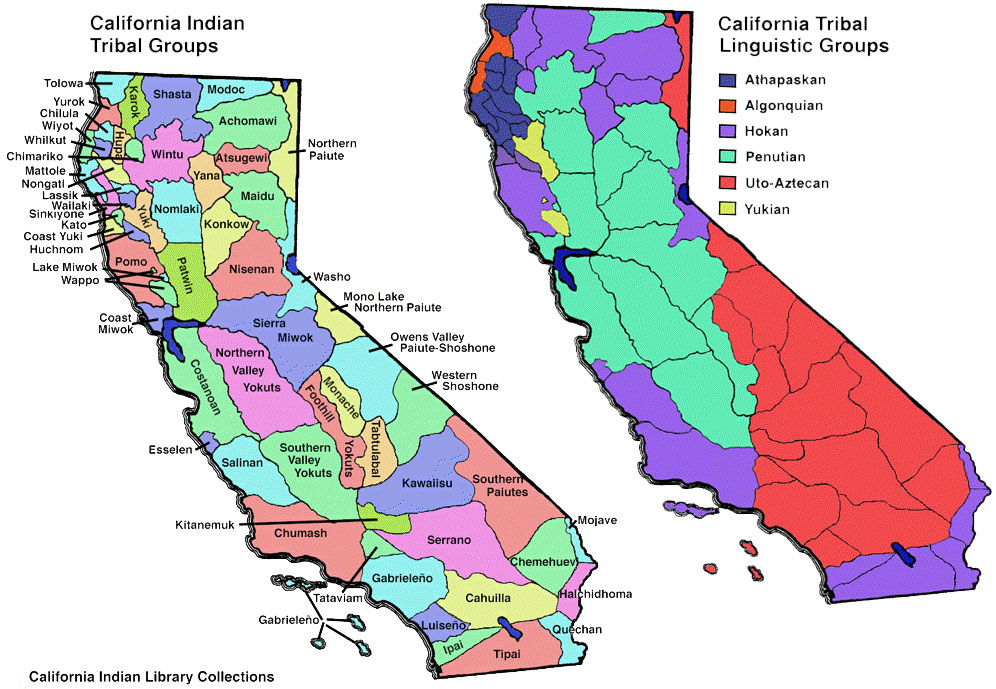 California Indian
Tribal Groups
Tolowa
Yurok
Chilula
Wiyot
Whilkut
Chimariko
Mattole
Nongatl
Lassik
Wailaki
Sinkiyone
Kato
Coast Yuki
Huchnom
Lake Miwok
Wappo
Coast
Miwok
Karok
Shasta
Modoc
Achomawi
Hupa
Wintu
Atsugewi
Yana
Northern
Paiute
Maidu
Nomlaki
Yuki
Konkow
Pomo
Patwin
Nisenan
Washo
Mono Lake
Northern Paiute
Sierra
Miwok
Owens Valley
Paiute-Shoshone
Northern
Valley
Yokuts
Costanoan
Western
Shoshone
Monache
Foothill
Yokuts
Tabtulabal
Esselen
Salinan
Southern
Valley
Yokuts
Kawaiisu
Southern
Paiutes
Kitanemuk
Chumash
Serrano
Mojave
Chemehuevi
Tataviam
Gabrieleño
Cahuilla
Halchidhoma
Gabrieleño
Luiseño
Quechan
Ipai
Tipai
California Indian Library Collections
California Tribal
Linguistic Groups
Athapaskan
Algonquian
Hokan
Penutian
Uto-Aztecan
Yukian